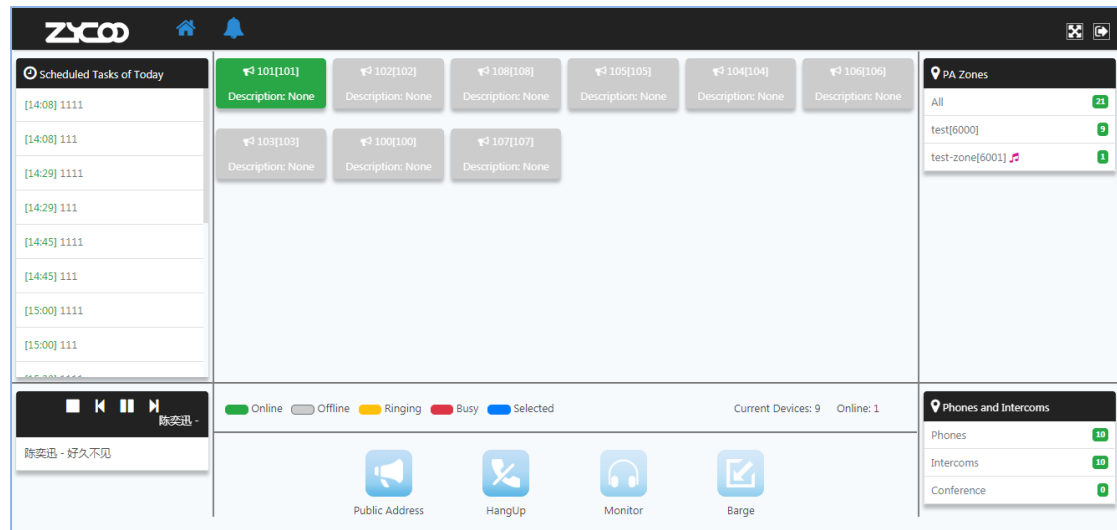 ZYCOO
Scheduled Tasks of Today
[14:08] 1111
[14:08] 111
[14:29] 1111
[14:29] 111
[14:45] 1111
[14:45] 111
[15:00] 1111
[15:00] 111
101[101]
Description: None
102[102]
Description: None
108[108]
Description: None
105[105]
Description: None
104[104]
Description: None
106[106]
Description: None
103[103]
Description: None
100[100]
Description: None
107[107]
Description: None
PA Zones
All 21
test[6000] 9
test-zone[6001] 1
陈奕迅 -
陈奕迅 - 好久不见
Online Offline Ringing Busy Selected
Current Devices: 9 Online: 1
Public Address
HangUp
Monitor
Barge
Phones and Intercoms
Phones 10
Intercoms 10
Conference 0